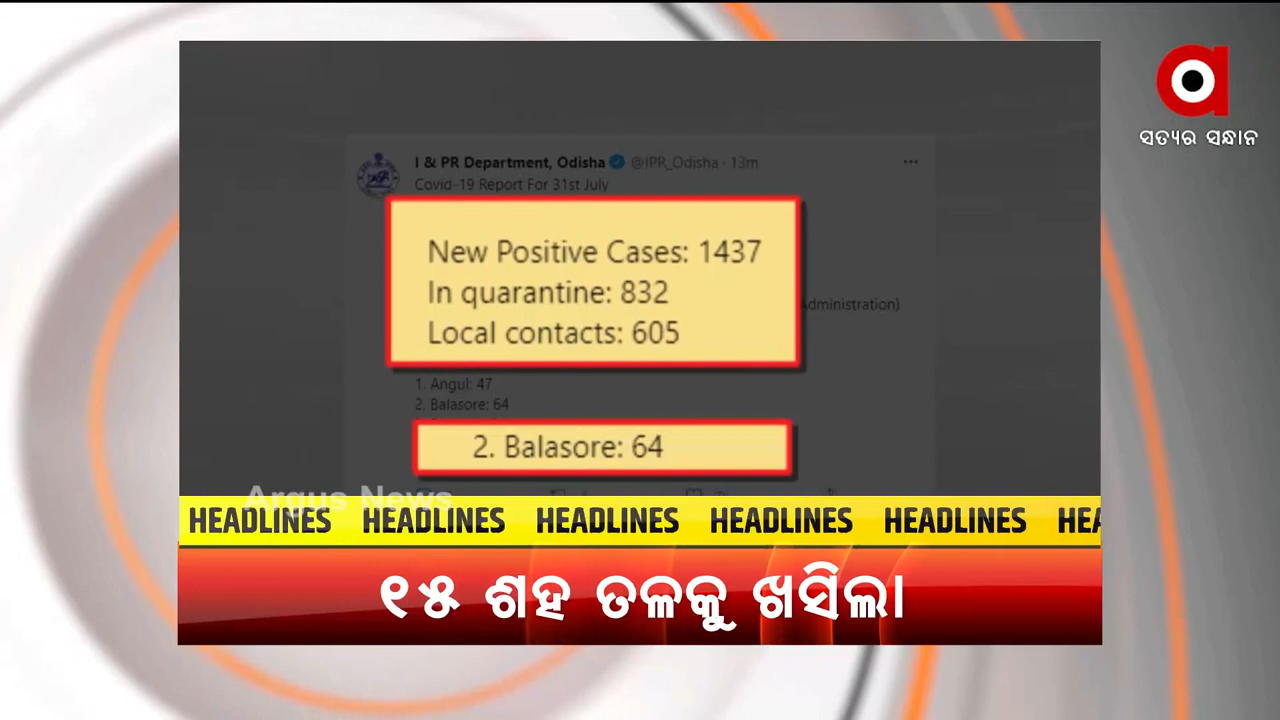 ସତ୍ୟର ସନ୍ଧାନ
I & PR Department, Odisha @IPR_Odisha · 13m
Covid-19 Report For 31st July
New Positive Cases: 1437
In quarantine: 832
Local contacts: 605
Administration)
1. Angul: 47
2. Balasore: 64
2. Balasore: 64
Argus News
HEADLINES HEADLINES HEADLINES HEADLINES HEADLINES HEA
୧୫ ଶହ ତଳକୁ ଖସିଲା